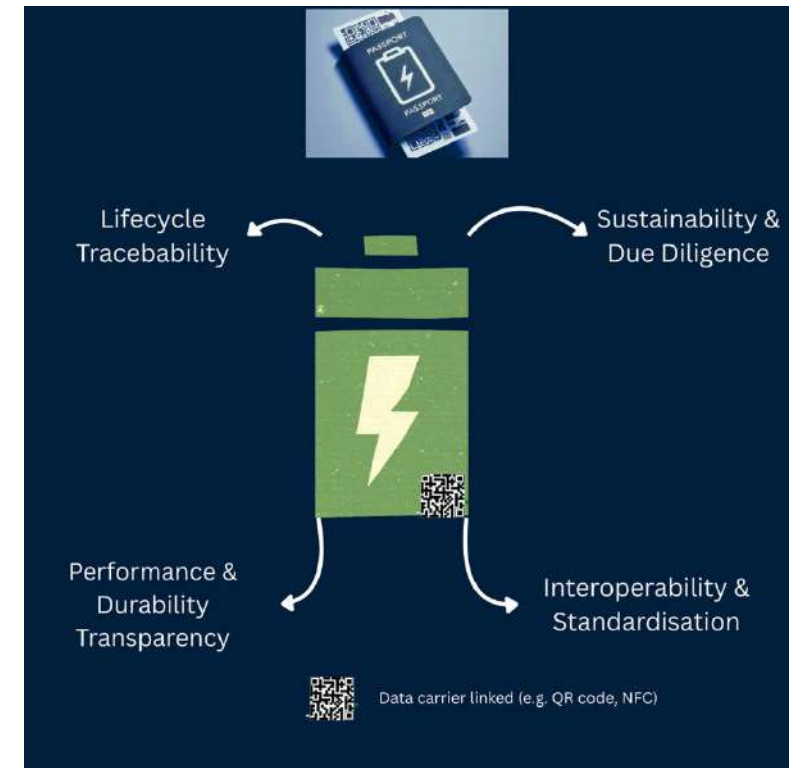 PASSPORT
PASSPORT
Lifecycle
Tracebability
Sustainability &
Due Diligence
Performance &
Durability
Transparency
Interoperability &
Standardisation
Data carrier linked (e.g. QR code, NFC)